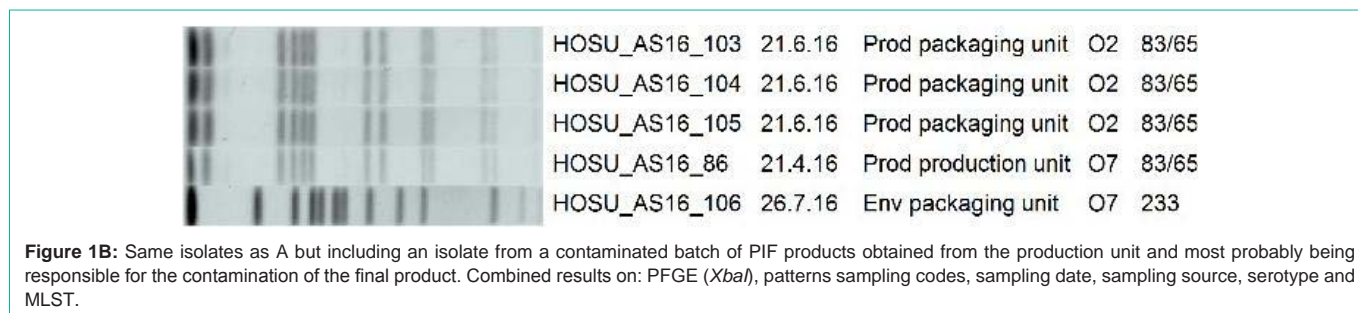 HOSU_AS16_103 21.6.16 Prod packaging unit O2 83/65
HOSU_AS16_104 21.6.16 Prod packaging unit O2 83/65
HOSU_AS16_105 21.6.16 Prod packaging unit O2 83/65
HOSU_AS16_86 21.4.16 Prod production unit O7 83/65
HOSU_AS16_106 26.7.16 Env packaging unit O7 233
Figure 1B: Same isolates as A but including an isolate from a contaminated batch of PIF products obtained from the production unit and most probably being
responsible for the contamination of the final product. Combined results on: PFGE (XbaI), patterns sampling codes, sampling date, sampling source, serotype and
MLST.